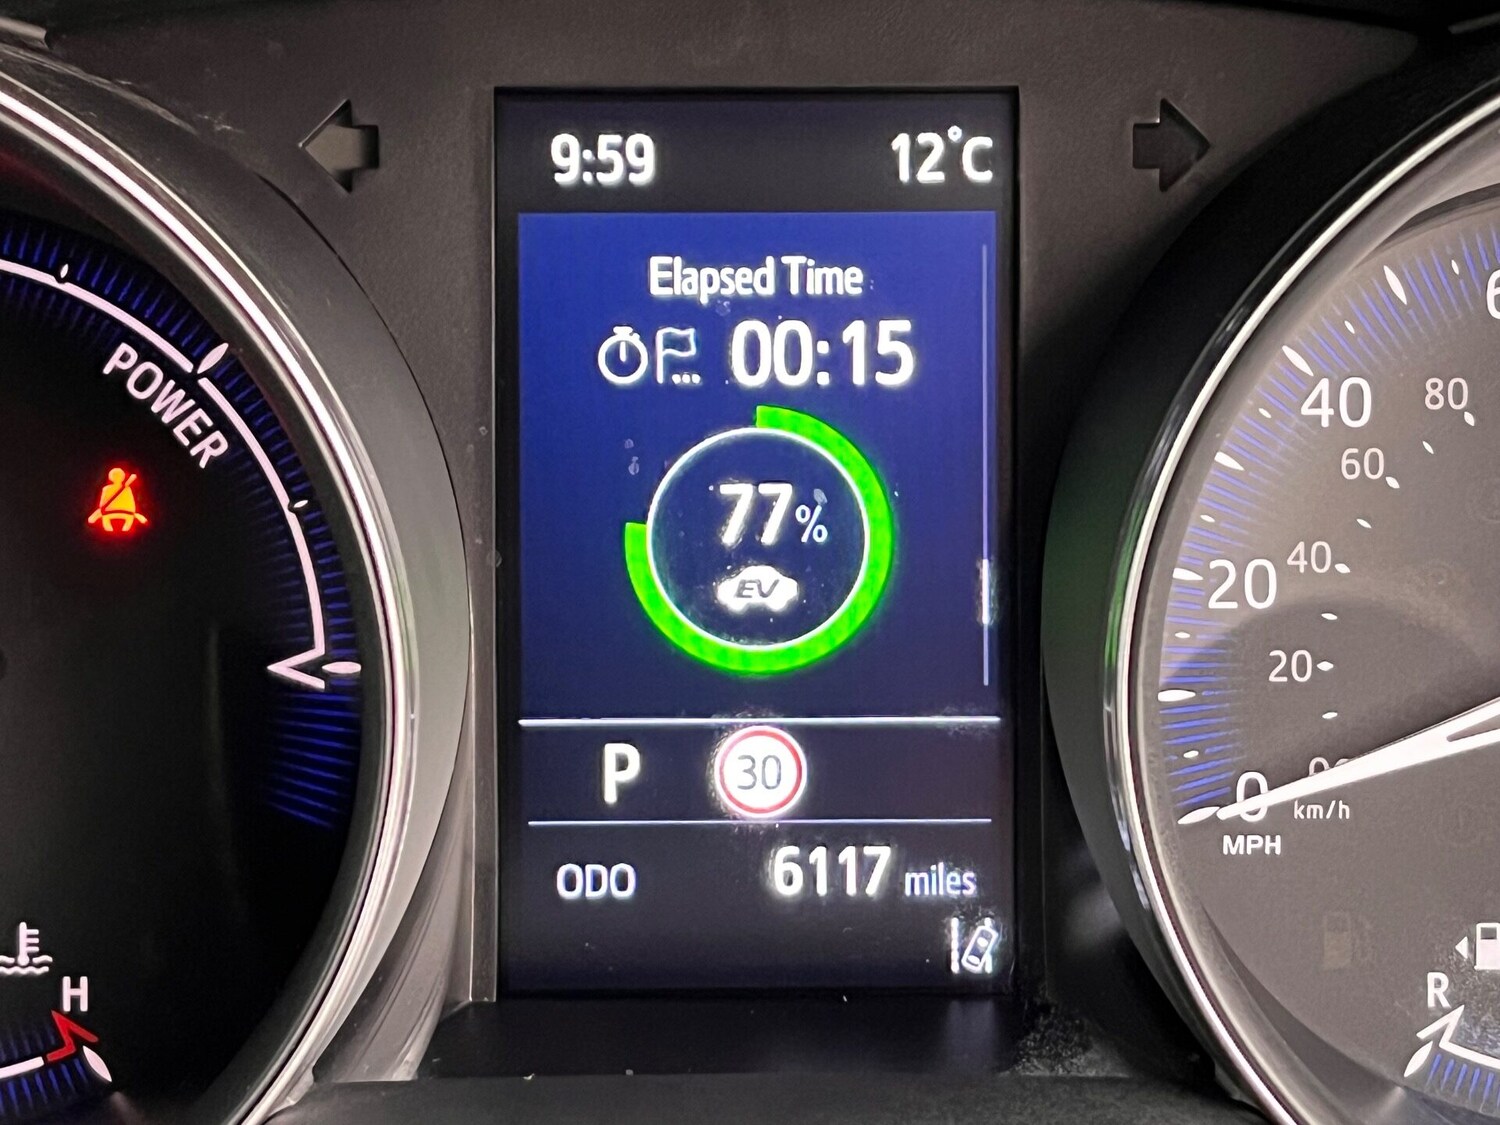 9:59 12°C
Elapsed Time
00:15
77%
EV
P 30
ODO 6117 miles
POWER
H
40 80
60
20 40
20
0
km/h
MPH
R